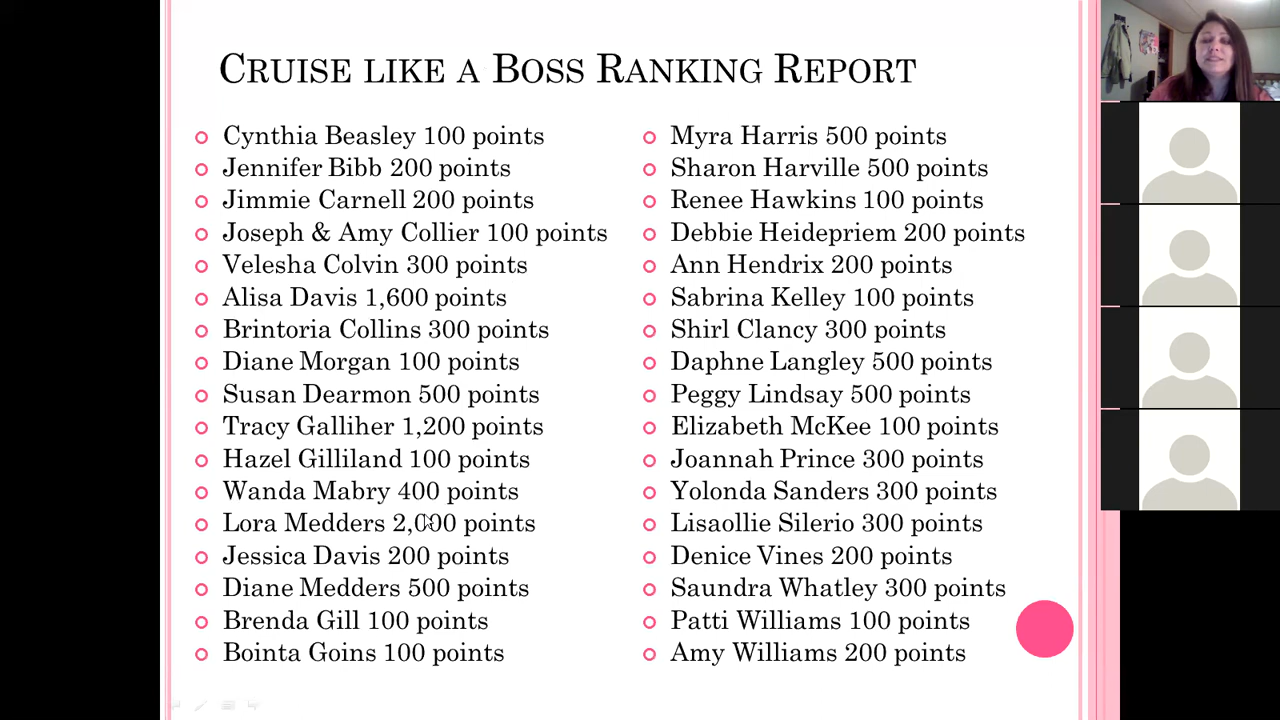 Cruise like a Boss Ranking Report
Cynthia Beasley 100 points
Jennifer Bibb 200 points
Jimmie Carnell 200 points
Joseph & Amy Collier 100 points
Velesha Colvin 300 points
Alisa Davis 1,600 points
Brintoria Collins 300 points
Diane Morgan 100 points
Susan Dearmon 500 points
Tracy Galliher 1,200 points
Hazel Gilliland 100 points
Wanda Mabry 400 points
Lora Medders 2,000 points
Jessica Davis 200 points
Diane Medders 500 points
Brenda Gill 100 points
Bointa Goins 100 points
Myra Harris 500 points
Sharon Harville 500 points
Renee Hawkins 100 points
Debbie Heidepriem 200 points
Ann Hendrix 200 points
Sabrina Kelley 100 points
Shirl Clancy 300 points
Daphne Langley 500 points
Peggy Lindsay 500 points
Elizabeth McKee 100 points
Joannah Prince 300 points
Yolonda Sanders 300 points
Lisaollie Silerio 300 points
Denice Vines 200 points
Saundra Whatley 300 points
Patti Williams 100 points
Amy Williams 200 points